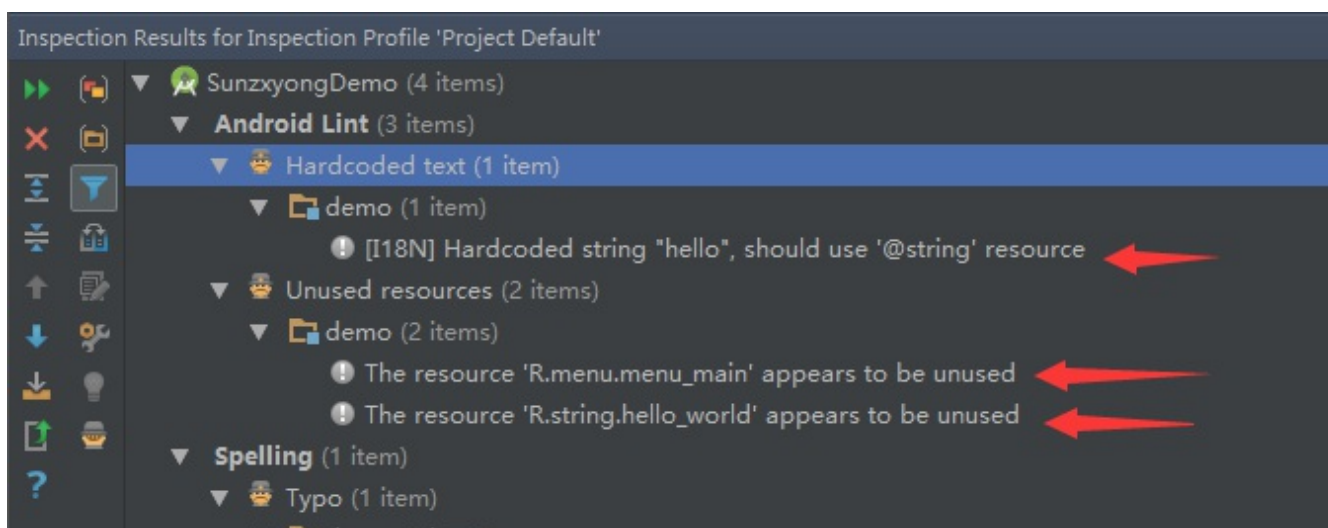 Inspection Results for Inspection Profile 'Project Default'
SunzxyongDemo (4 items)
Android Lint (3 items)
Hardcoded text (1 item)
demo (1 item)
[I18N] Hardcoded string "hello", should use '@string' resource
Unused resources (2 items)
demo (2 items)
The resource 'R.menu.menu_main' appears to be unused
The resource 'R.string.hello_world' appears to be unused
Spelling (1 item)
Typo (1 item)